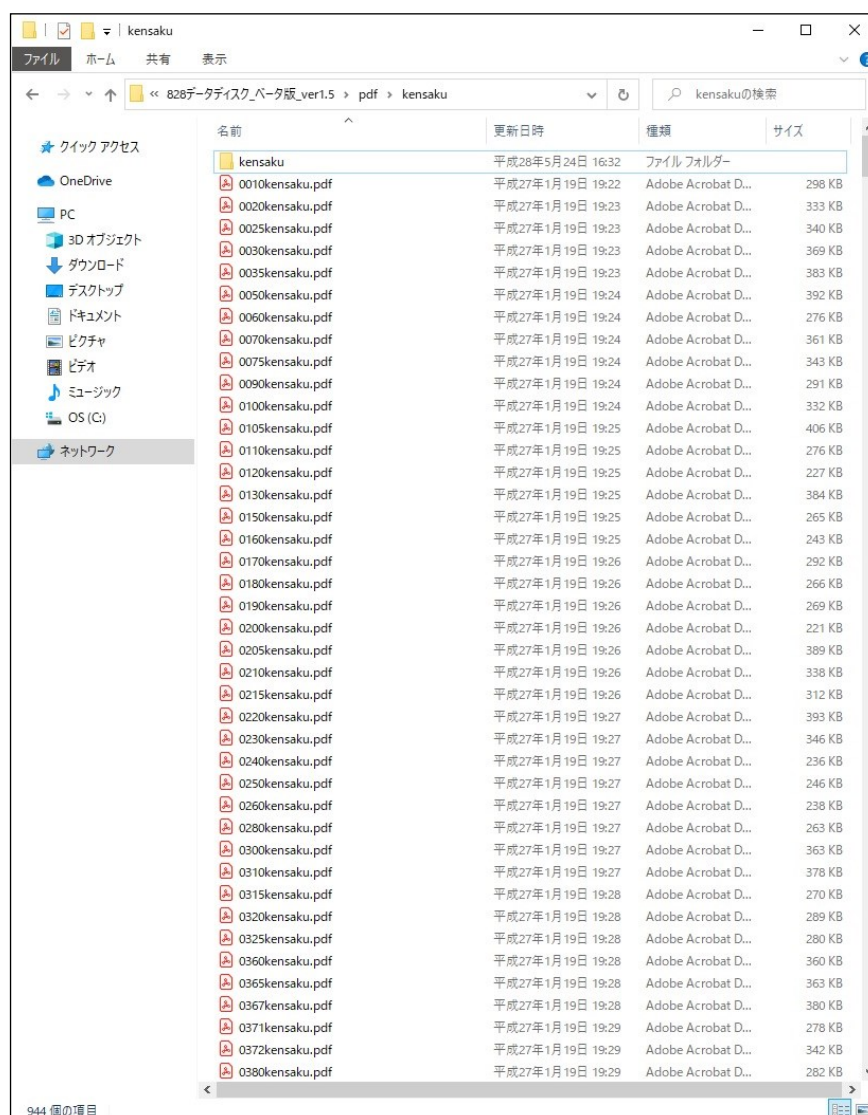 kensaku
ファイル ホーム 共有 表示
« 828データディスク_ベータ版_ver1.5 › pdf › kensaku kensakuの検索
名前 更新日時 種類 サイズ
クイック アクセス
OneDrive
PC
3D オブジェクト
ダウンロード
デスクトップ
ドキュメント
ピクチャ
ビデオ
ミュージック
OS (C:)
ネットワーク
kensaku 平成28年5月24日 16:32 ファイル フォルダー
0010kensaku.pdf 平成27年1月19日 19:22 Adobe Acrobat D... 298 KB
0020kensaku.pdf 平成27年1月19日 19:23 Adobe Acrobat D... 333 KB
0025kensaku.pdf 平成27年1月19日 19:23 Adobe Acrobat D... 340 KB
0030kensaku.pdf 平成27年1月19日 19:23 Adobe Acrobat D... 369 KB
0035kensaku.pdf 平成27年1月19日 19:23 Adobe Acrobat D... 383 KB
0050kensaku.pdf 平成27年1月19日 19:24 Adobe Acrobat D... 392 KB
0060kensaku.pdf 平成27年1月19日 19:24 Adobe Acrobat D... 276 KB
0070kensaku.pdf 平成27年1月19日 19:24 Adobe Acrobat D... 361 KB
0075kensaku.pdf 平成27年1月19日 19:24 Adobe Acrobat D... 343 KB
0090kensaku.pdf 平成27年1月19日 19:24 Adobe Acrobat D... 291 KB
0100kensaku.pdf 平成27年1月19日 19:24 Adobe Acrobat D... 332 KB
0105kensaku.pdf 平成27年1月19日 19:25 Adobe Acrobat D... 406 KB
0110kensaku.pdf 平成27年1月19日 19:25 Adobe Acrobat D... 276 KB
0120kensaku.pdf 平成27年1月19日 19:25 Adobe Acrobat D... 227 KB
0130kensaku.pdf 平成27年1月19日 19:25 Adobe Acrobat D... 384 KB
0150kensaku.pdf 平成27年1月19日 19:25 Adobe Acrobat D... 265 KB
0160kensaku.pdf 平成27年1月19日 19:25 Adobe Acrobat D... 243 KB
0170kensaku.pdf 平成27年1月19日 19:26 Adobe Acrobat D... 292 KB
0180kensaku.pdf 平成27年1月19日 19:26 Adobe Acrobat D... 266 KB
0190kensaku.pdf 平成27年1月19日 19:26 Adobe Acrobat D... 269 KB
0200kensaku.pdf 平成27年1月19日 19:26 Adobe Acrobat D... 221 KB
0205kensaku.pdf 平成27年1月19日 19:26 Adobe Acrobat D... 389 KB
0210kensaku.pdf 平成27年1月19日 19:26 Adobe Acrobat D... 338 KB
0215kensaku.pdf 平成27年1月19日 19:26 Adobe Acrobat D... 312 KB
0220kensaku.pdf 平成27年1月19日 19:27 Adobe Acrobat D... 393 KB
0230kensaku.pdf 平成27年1月19日 19:27 Adobe Acrobat D... 346 KB
0240kensaku.pdf 平成27年1月19日 19:27 Adobe Acrobat D... 236 KB
0250kensaku.pdf 平成27年1月19日 19:27 Adobe Acrobat D... 246 KB
0260kensaku.pdf 平成27年1月19日 19:27 Adobe Acrobat D... 238 KB
0280kensaku.pdf 平成27年1月19日 19:27 Adobe Acrobat D... 263 KB
0300kensaku.pdf 平成27年1月19日 19:27 Adobe Acrobat D... 363 KB
0310kensaku.pdf 平成27年1月19日 19:27 Adobe Acrobat D... 378 KB
0315kensaku.pdf 平成27年1月19日 19:28 Adobe Acrobat D... 270 KB
0320kensaku.pdf 平成27年1月19日 19:28 Adobe Acrobat D... 289 KB
0325kensaku.pdf 平成27年1月19日 19:28 Adobe Acrobat D... 280 KB
0360kensaku.pdf 平成27年1月19日 19:28 Adobe Acrobat D... 360 KB
0365kensaku.pdf 平成27年1月19日 19:28 Adobe Acrobat D... 363 KB
0367kensaku.pdf 平成27年1月19日 19:28 Adobe Acrobat D... 380 KB
0371kensaku.pdf 平成27年1月19日 19:29 Adobe Acrobat D... 278 KB
0372kensaku.pdf 平成27年1月19日 19:29 Adobe Acrobat D... 342 KB
0380kensaku.pdf 平成27年1月19日 19:29 Adobe Acrobat D... 282 KB
944 個の項目